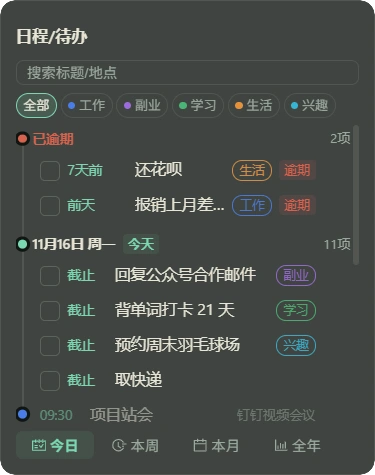 日程/待办
搜索标题/地点
全部 工作 副业 学习 生活 兴趣
已逾期 2项
7天前 还花呗 生活 逾期
前天 报销上月差... 工作 逾期
11月16日 周一 今天 11项
截止 回复公众号合作邮件 副业
截止 背单词打卡 21 天 学习
截止 预约周末羽毛球场 兴趣
截止 取快递
09:30 项目站会 钉钉视频会议
今日 本周 本月 全年